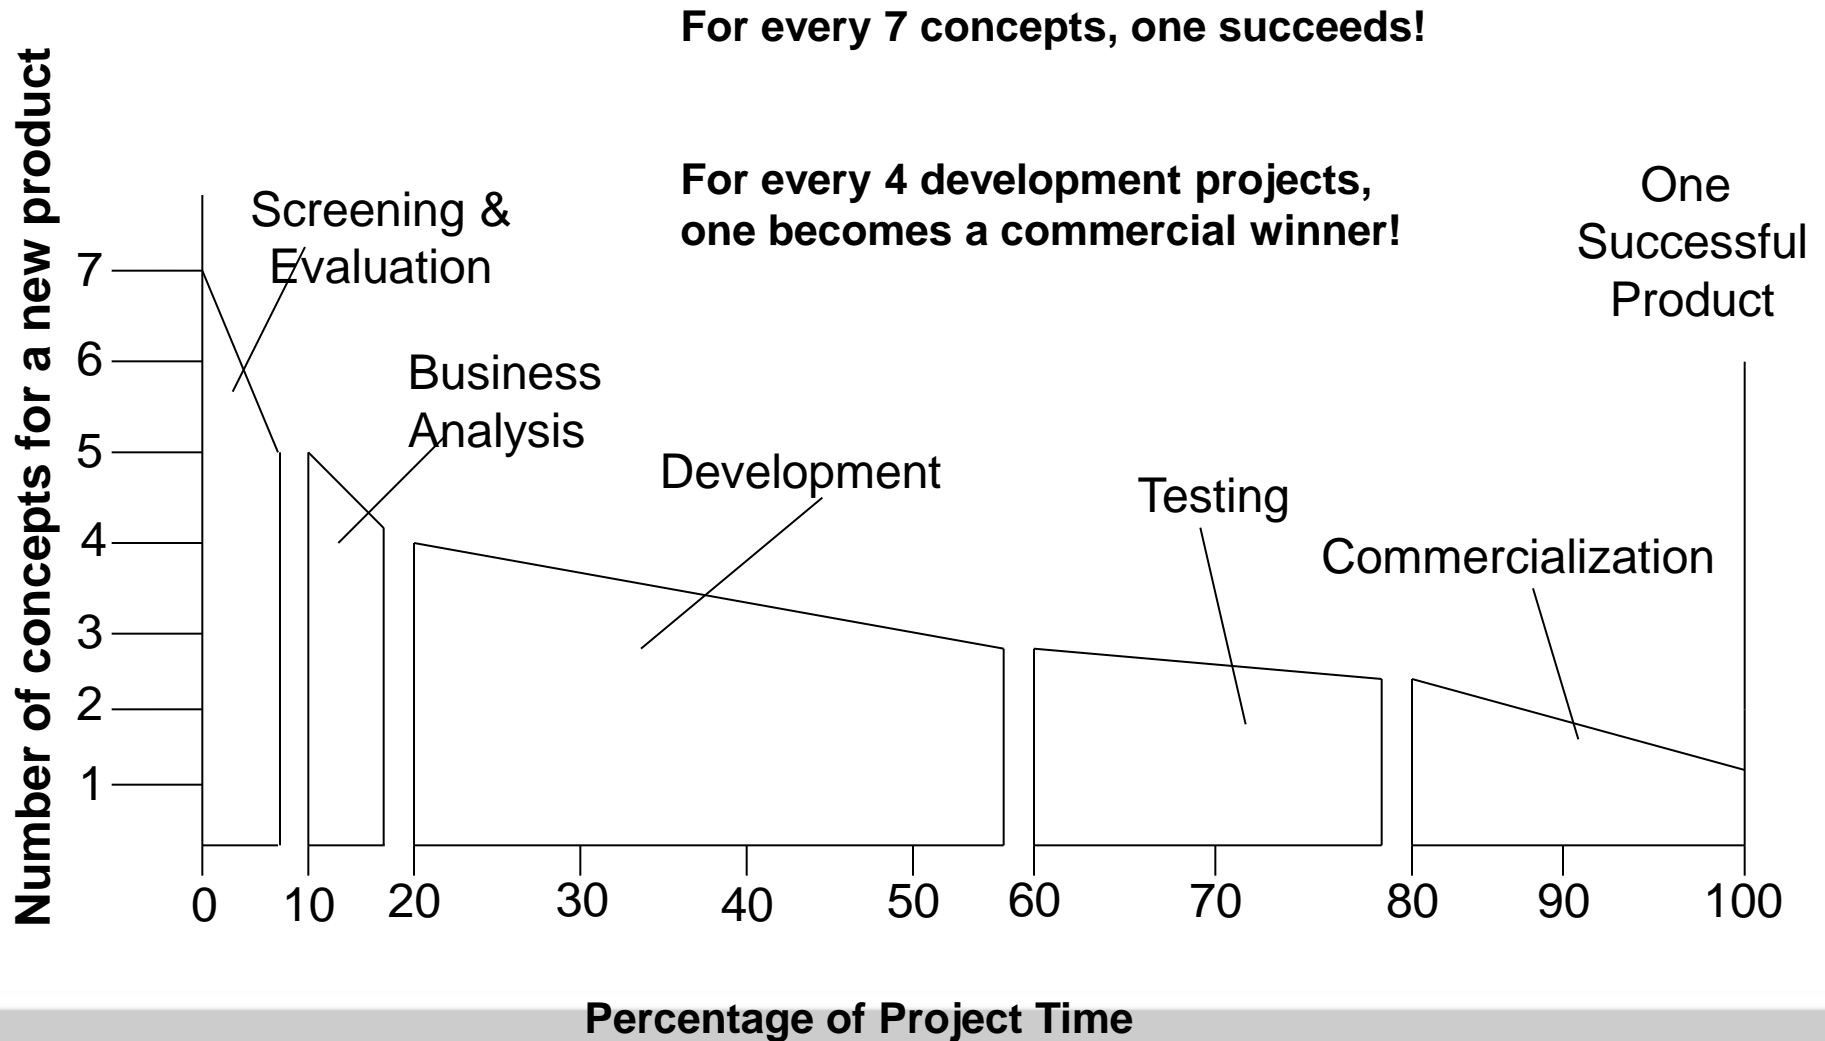 For every 7 concepts, one succeeds!
For every 4 development projects,
one becomes a commercial winner!
Number of concepts for a new product
Screening &
Evaluation
Business
Analysis
Development
Testing
Commercialization
One
Successful
Product
7
6
5
4
3
2
1
0 10 20 30 40 50 60 70 80 90 100
Percentage of Project Time